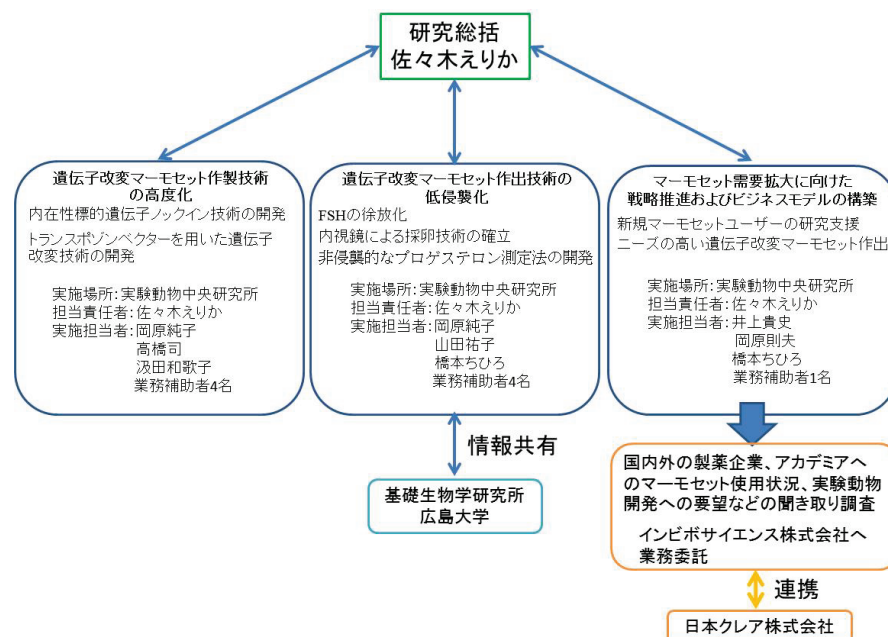 研究総括
佐々木えりか
遺伝子改変マーモセット作製技術
の高度化
内在性標的遺伝子ノックイン技術の開発
トランスポゾンベクターを用いた遺伝子
改変技術の開発
実施場所:実験動物中央研究所
担当責任者:佐々木えりか
実施担当者:岡原純子
高橋司
汲田和歌子
業務補助者4名
遺伝子改変マーモセット作出技術の
低侵襲化
FSHの徐放化
内視鏡による採卵技術の確立
非侵襲的なプロゲステロン測定法の開発
実施場所:実験動物中央研究所
担当責任者:佐々木えりか
実施担当者:岡原純子
山田祐子
橋本ちひろ
業務補助者4名
マーモセット需要拡大に向けた
戦略推進およびビジネスモデルの構築
新規マーモセットユーザーの研究支援
ニーズの高い遺伝子改変マーモセット作出
実施場所:実験動物中央研究所
担当責任者:佐々木えりか
実施担当者:井上貴史
岡原則夫
橋本ちひろ
業務補助者1名
情報共有
基礎生物学研究所
広島大学
国内外の製薬企業、アカデミアへ
のマーモセット使用状況、実験動物
開発への要望などの聞き取り調査
インビボサイエンス株式会社へ
業務委託
連携
日本クレア株式会社